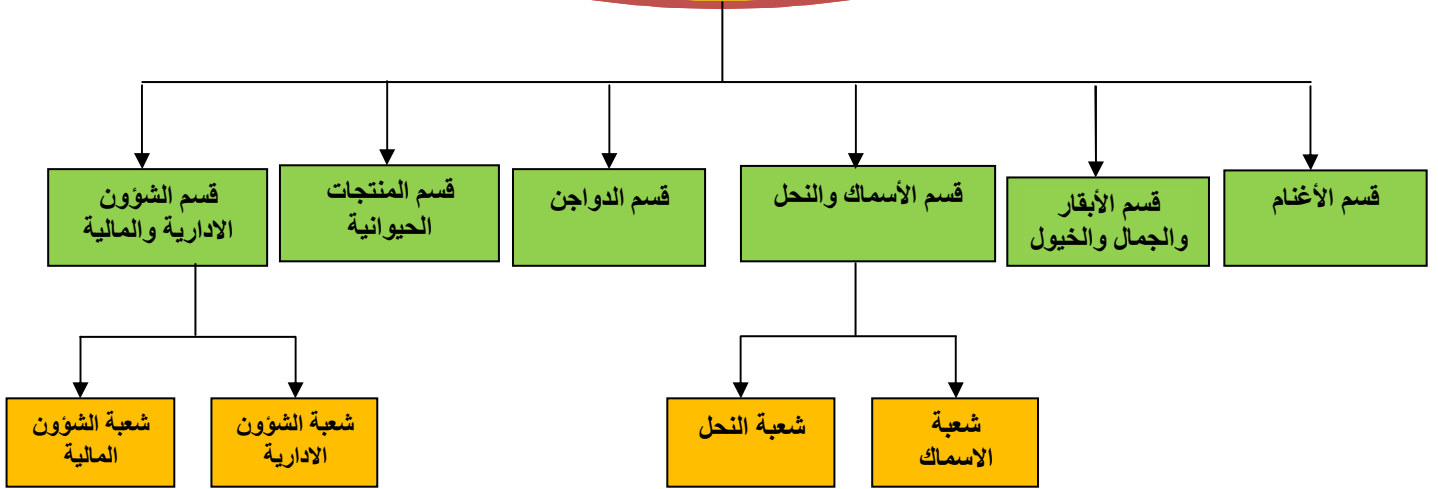 قسم الأغنام
قسم الأبقار
والجمال والخيول
قسم الأسماك والنحل
قسم الدواجن
قسم المنتجات
الحيوانية
قسم الشؤون
الادارية والمالية
شعبة
الاسماك
شعبة النحل
شعبة الشؤون
الادارية
شعبة الشؤون
المالية